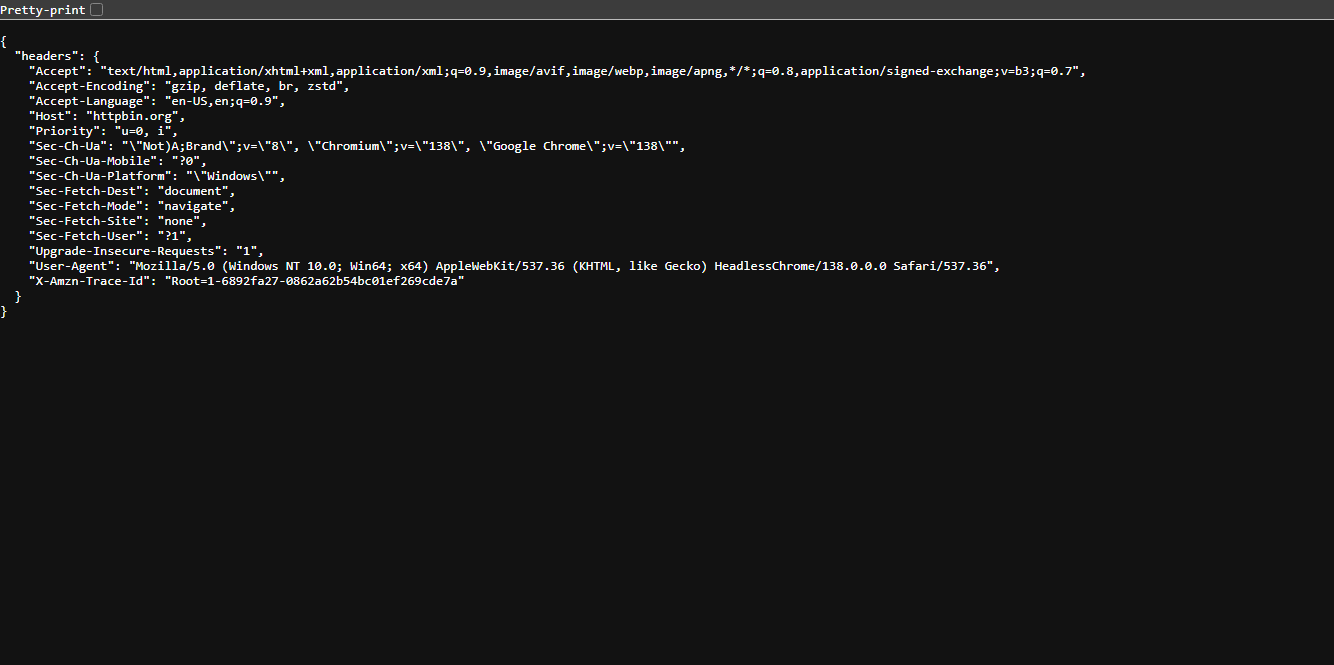 Pretty-print
{
  "headers": {
    "Accept": "text/html,application/xhtml+xml,application/xml;q=0.9,image/avif,image/webp,image/apng,*/*;q=0.8,application/signed-exchange;v=b3;q=0.7",
    "Accept-Encoding": "gzip, deflate, br, zstd",
    "Accept-Language": "en-US,en;q=0.9",
    "Host": "httpbin.org",
    "Priority": "u=0, i",
    "Sec-Ch-Ua": "\"Not)A;Brand\";v=\"8\", \"Chromium\";v=\"138\", \"Google Chrome\";v=\"138\"",
    "Sec-Ch-Ua-Mobile": "?0",
    "Sec-Ch-Ua-Platform": "\"Windows\"",
    "Sec-Fetch-Dest": "document",
    "Sec-Fetch-Mode": "navigate",
    "Sec-Fetch-Site": "none",
    "Sec-Fetch-User": "?1",
    "Upgrade-Insecure-Requests": "1",
    "User-Agent": "Mozilla/5.0 (Windows NT 10.0; Win64; x64) AppleWebKit/537.36 (KHTML, like Gecko) HeadlessChrome/138.0.0.0 Safari/537.36",
    "X-Amzn-Trace-Id": "Root=1-6892fa27-0862a62b54bc01ef269cde7a"
  }
}